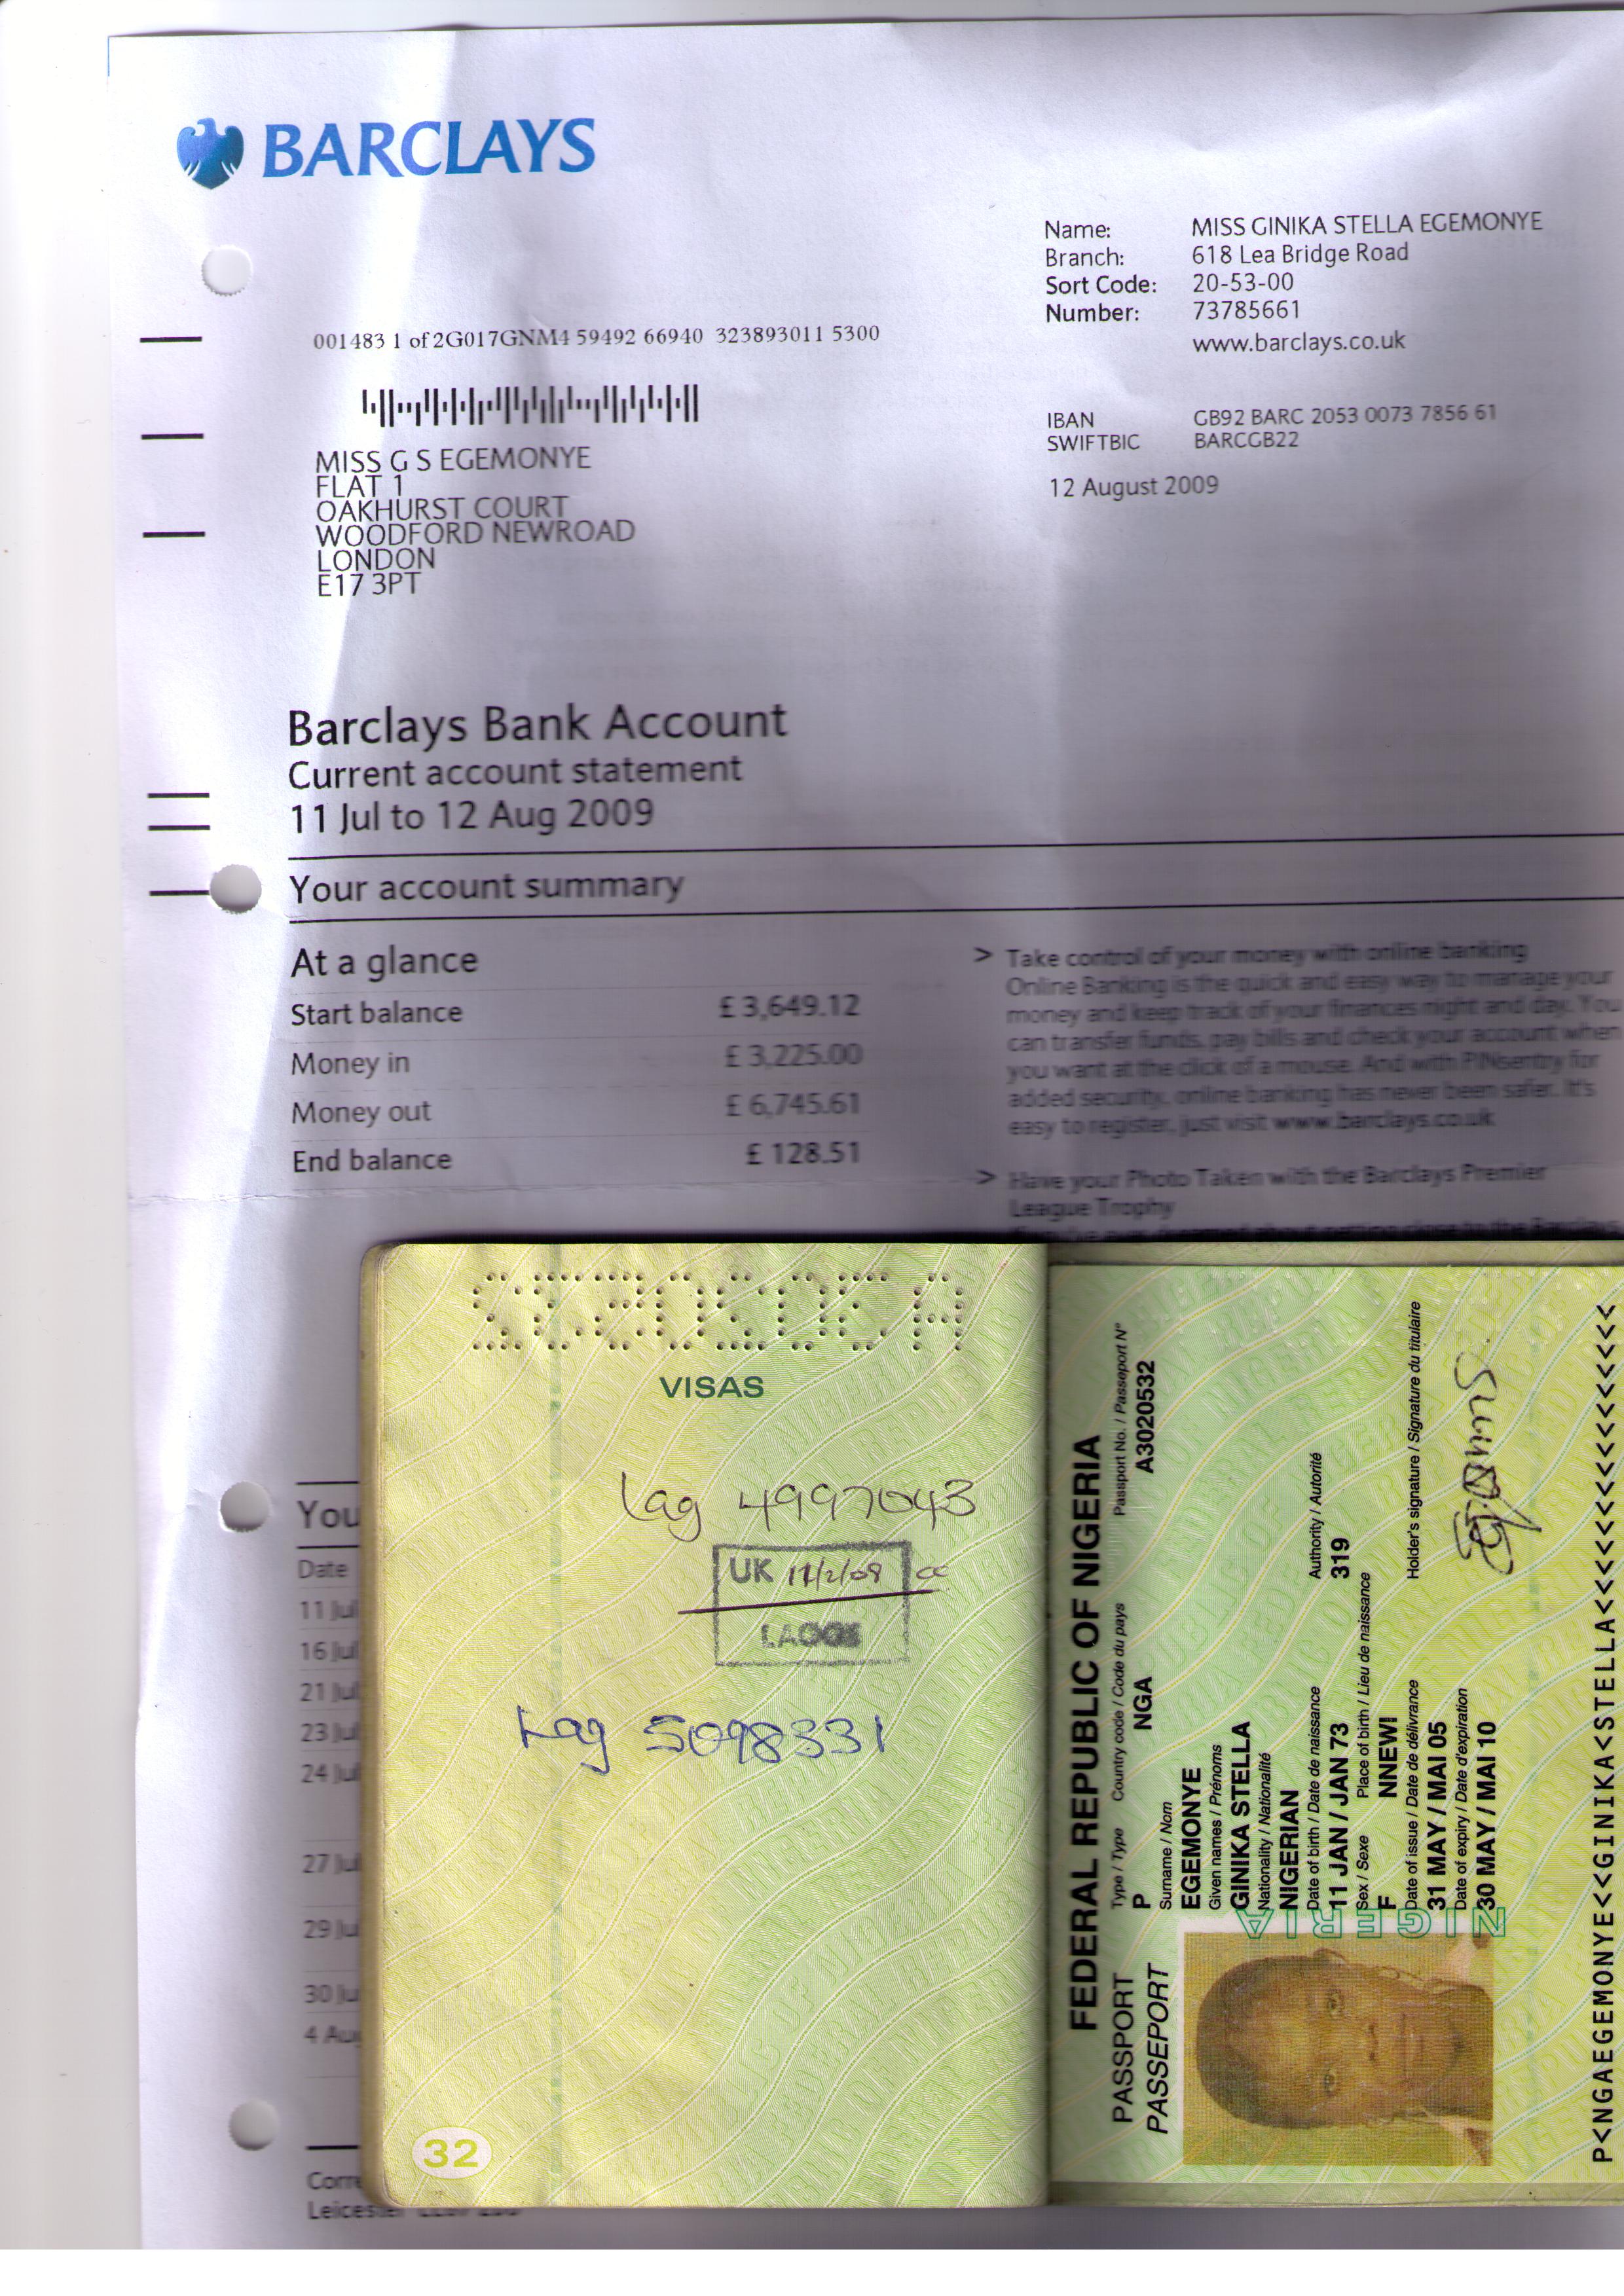 BARCLAYS
Name: MISS GINIKA STELLA EGEMONYE
Branch: 618 Lea Bridge Road
Sort Code: 20-53-00
Number: 73785661
www.barclays.co.uk
001483 1 of 2G017GNM4 59492 66940 323893011 5300
IBAN GB92 BARC 2053 0073 7856 61
SWIFTBIC BARCGB22
12 August 2009
MISS G S EGEMONYE
FLAT 1
OAKHURST COURT
WOODFORD NEWROAD
LONDON
E17 3PT
Barclays Bank Account
Current account statement
11 Jul to 12 Aug 2009
Your account summary
At a glance
Start balance £ 3,649.12
Money in £ 3,225.00
Money out £ 6,745.61
End balance £ 128.51
> Take control of your money with online banking
Online Banking is the quick and easy way to manage your
money and keep track of your finances night and day. You
can transfer funds, pay bills and check your account when
you want at the click of a mouse. And with PINsentry for
added security, online banking has never been safer. It's
easy to register, just visit www.barclays.co.uk
> Have your Photo Taken with the Barclays Premier
League Trophy
You
Date
11 Jul
16 Jul
21 Jul
23 Jul
24 Jul
27 Jul
29 Jul
30 Ju
4 Au
Corre
Leicester
A3020532
VISAS
Lag 4997043
UK 11/2/09 cc
LAGOS
Lag 5098331
32
FEDERAL REPUBLIC OF NIGERIA
PASSPORT
PASSEPORT
Type / Type Country code / Code du pays Passport No. / Passeport N°
P NGA A3020532
Surname / Nom
EGEMONYE
Given names / Prénoms
GINIKA STELLA
Nationality / Nationalité
NIGERIAN
Date of birth / Date de naissance Authority / Autorité
11 JAN / JAN 73 319
Sex / Sexe Place of birth / Lieu de naissance
F NNEWI
Date of issue / Date de délivrance Holder's signature / Signature du titulaire
31 MAY / MAI 05
Date of expiry / Date d'expiration
30 MAY / MAI 10
NIGERIA
P<NGAEGEMONYE<<GINIKA<STELLA<<<<<<<<<<<<<<<<